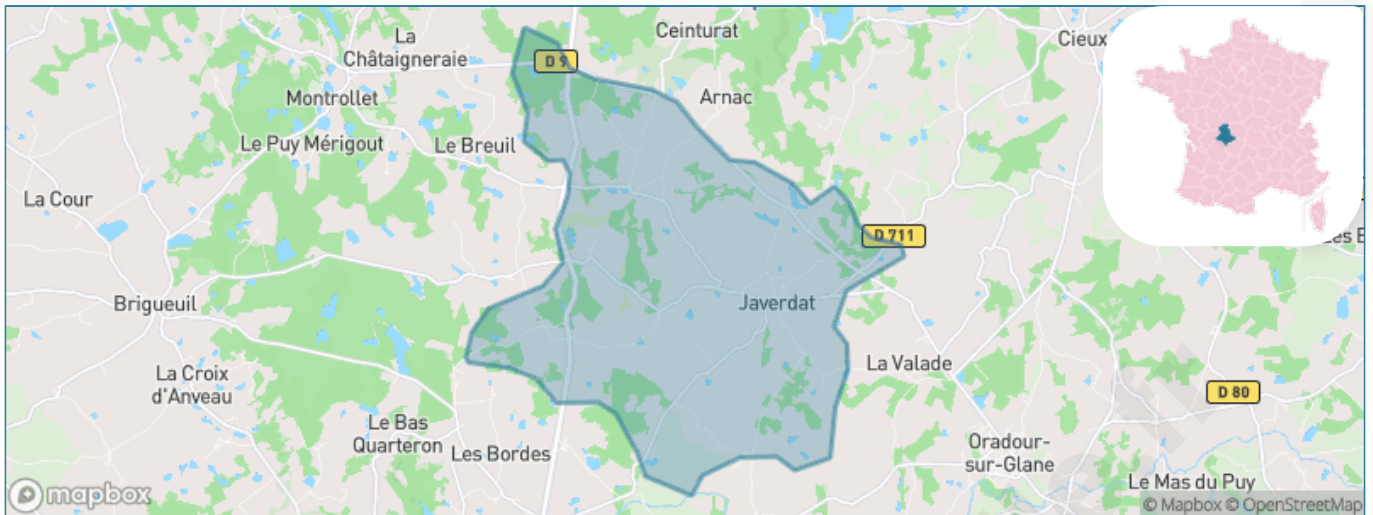 La
Châtaigneraie
D 9
Ceinturat
Cieux
Montrollet
Arnac
Le Puy Mérigout
Le Breuil
La Cour
D 711
Brigueuil
Javerdat
La Croix
d'Anveau
La Valade
D 80
Le Bas
Quarteron
Les Bordes
Oradour-
sur-Glane
Le Mas du Puy
mapbox
© Mapbox © OpenStreetMap